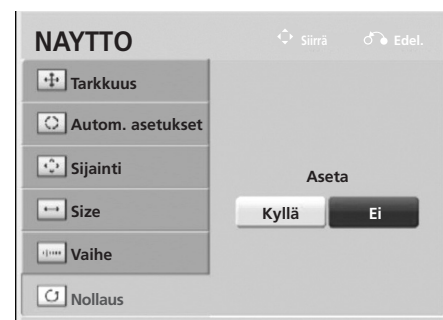 NAYTTO
Siirrä Edel.
Tarkkuus
Autom. asetukset
Sijainti
Size
Vaihe
Nollaus
Aseta
Kyllä Ei